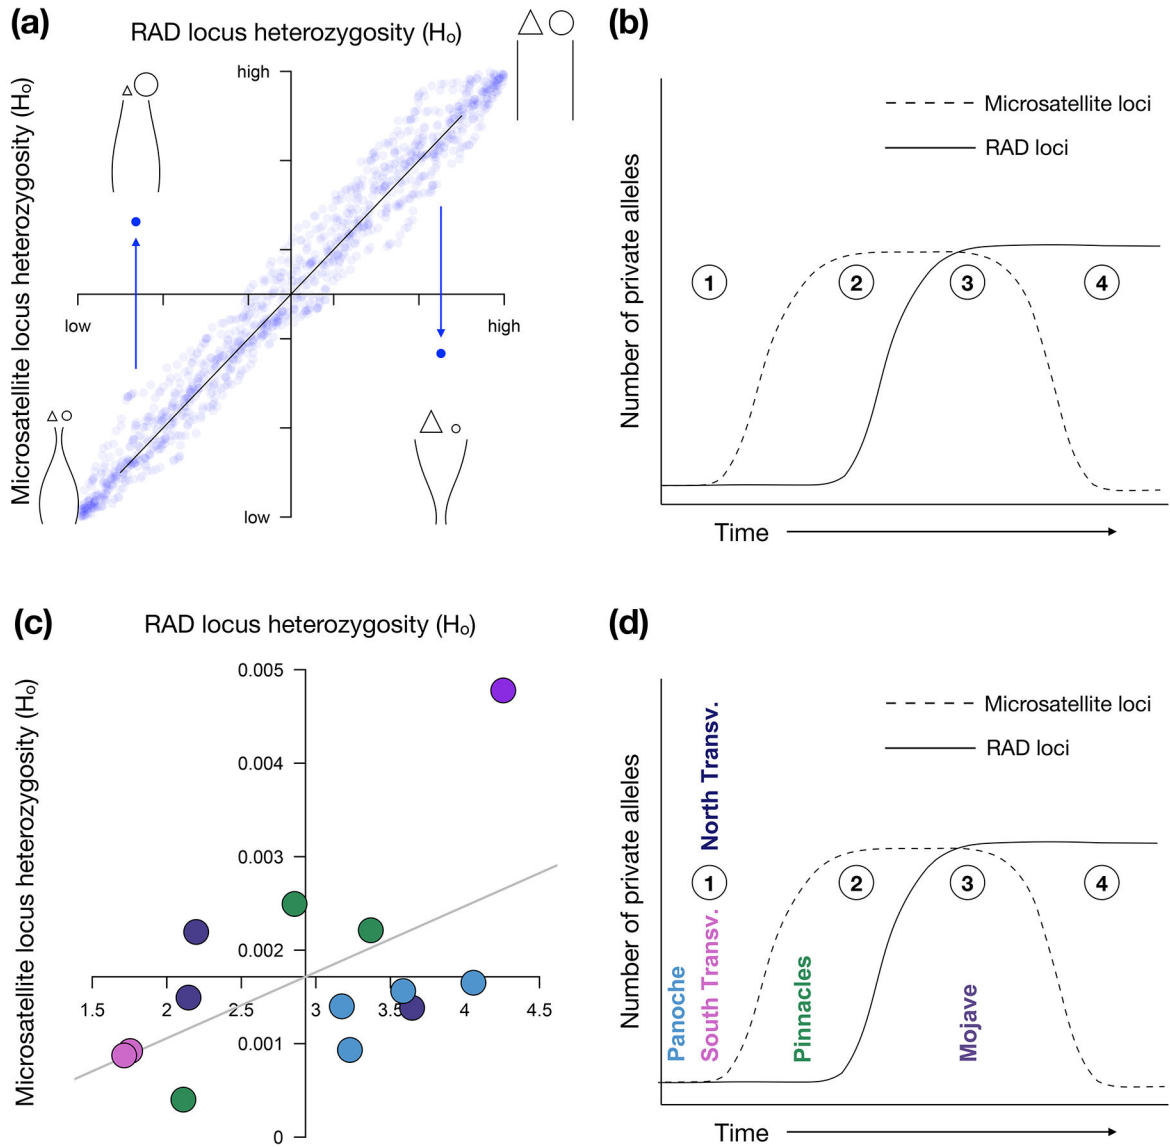 (a)
RAD locus heterozygosity (Ho)
Microsatellite locus heterozygosity (Ho)
high
low
high
low
(b)
Number of private alleles
Microsatellite loci
RAD loci
1
2
3
4
Time
(c)
RAD locus heterozygosity (Ho)
Microsatellite locus heterozygosity (Ho)
0.005
0.004
0.003
0.002
1.5
2
2.5
3
3.5
4
4.5
0.001
0
(d)
Number of private alleles
Microsatellite loci
RAD loci
North Transv.
1
2
3
4
Panoche
South Transv.
Pinnacles
Mojave
Time